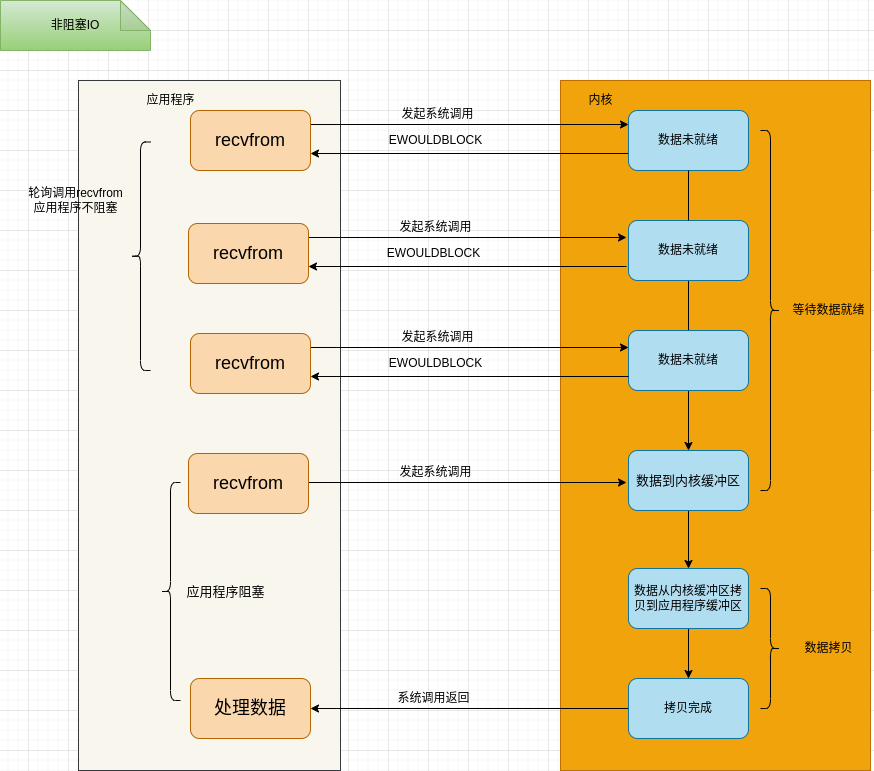 非阻塞IO
应用程序
内核
recvfrom
发起系统调用
EWOULDBLOCK
数据未就绪
轮询调用recvfrom
应用程序不阻塞
recvfrom
发起系统调用
EWOULDBLOCK
数据未就绪
等待数据就绪
recvfrom
发起系统调用
EWOULDBLOCK
数据未就绪
recvfrom
发起系统调用
数据到内核缓冲区
应用程序阻塞
数据从内核缓冲区拷
贝到应用程序缓冲区
数据拷贝
处理数据
系统调用返回
拷贝完成